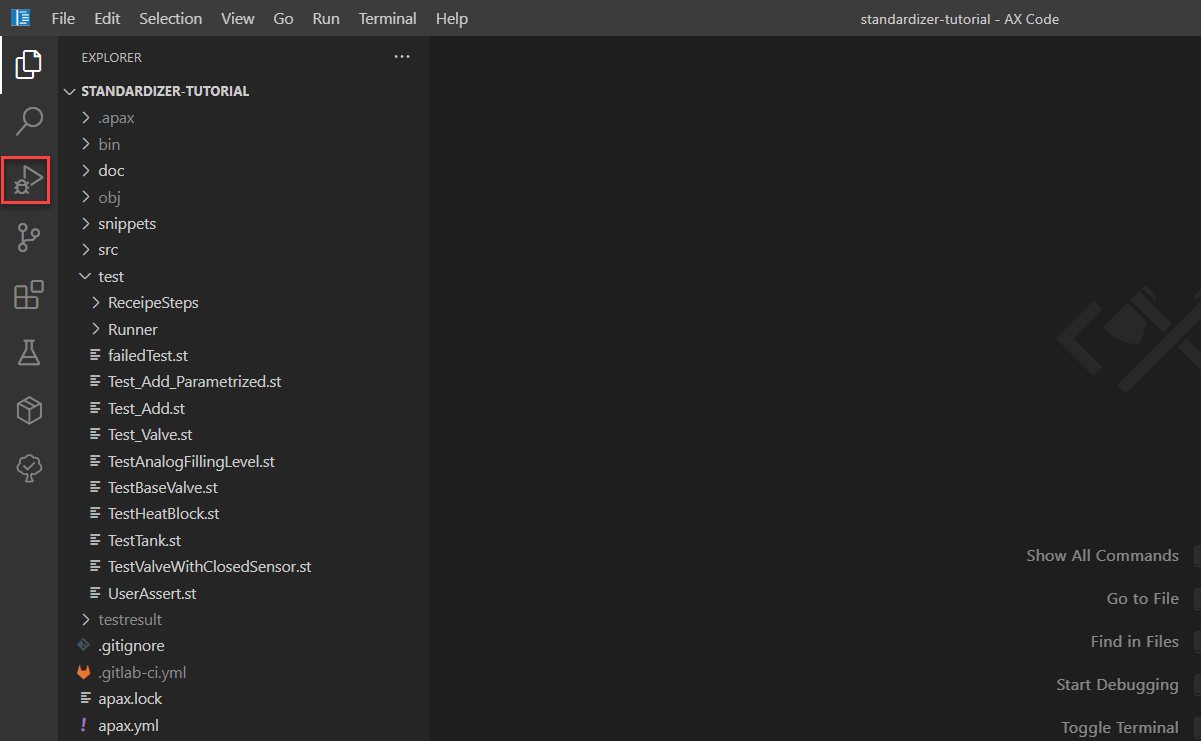 File Edit Selection View Go Run Terminal Help standardizer-tutorial - AX Code
EXPLORER ...
STANDARDIZER-TUTORIAL
.apax
bin
doc
obj
snippets
src
test
ReceipeSteps
Runner
failedTest.st
Test_Add_Parametrized.st
Test_Add.st
Test_Valve.st
TestAnalogFillingLevel.st
TestBaseValve.st
TestHeatBlock.st
TestTank.st
TestValveWithClosedSensor.st
UserAssert.st
testresult
.gitignore
.gitlab-ci.yml
apax.lock
! apax.yml
Show All Commands
Go to File
Find in Files
Start Debugging
Toggle Terminal